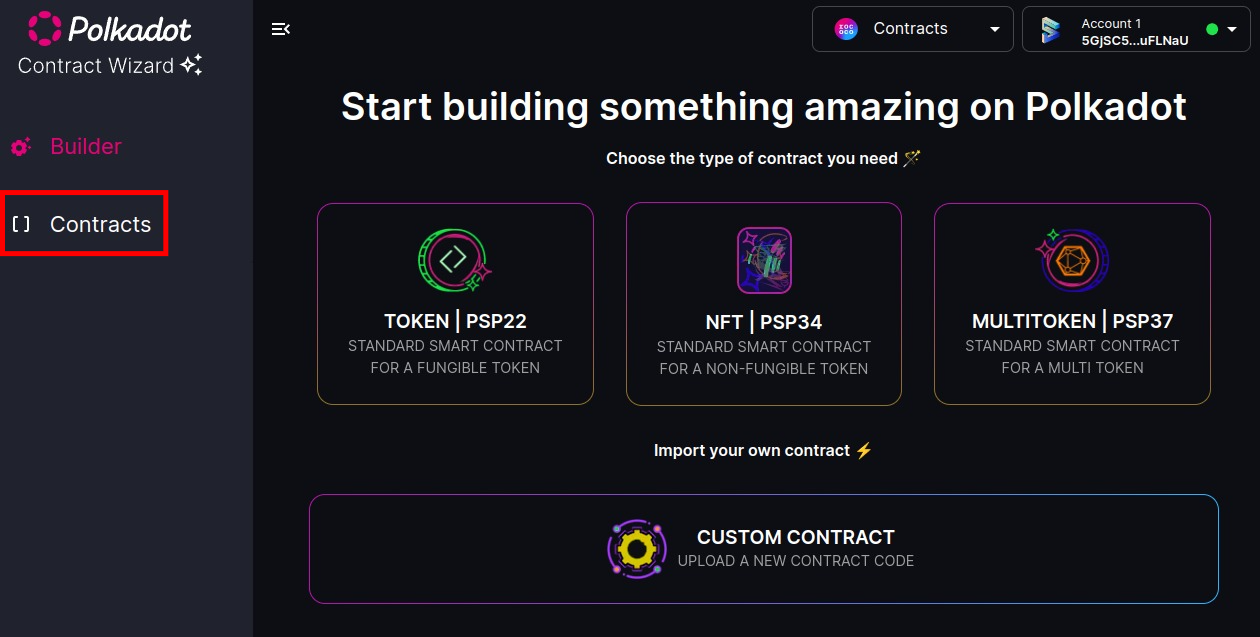 Polkadot
Contract Wizard
Builder
Contracts
Contracts
Account 1
5GjSC5...uFLNaU
Start building something amazing on Polkadot
Choose the type of contract you need 🪄
TOKEN | PSP22
STANDARD SMART CONTRACT
FOR A FUNGIBLE TOKEN
NFT | PSP34
STANDARD SMART CONTRACT
FOR A NON-FUNGIBLE TOKEN
MULTITOKEN | PSP37
STANDARD SMART CONTRACT
FOR A MULTI TOKEN
Import your own contract ⚡
CUSTOM CONTRACT
UPLOAD A NEW CONTRACT CODE